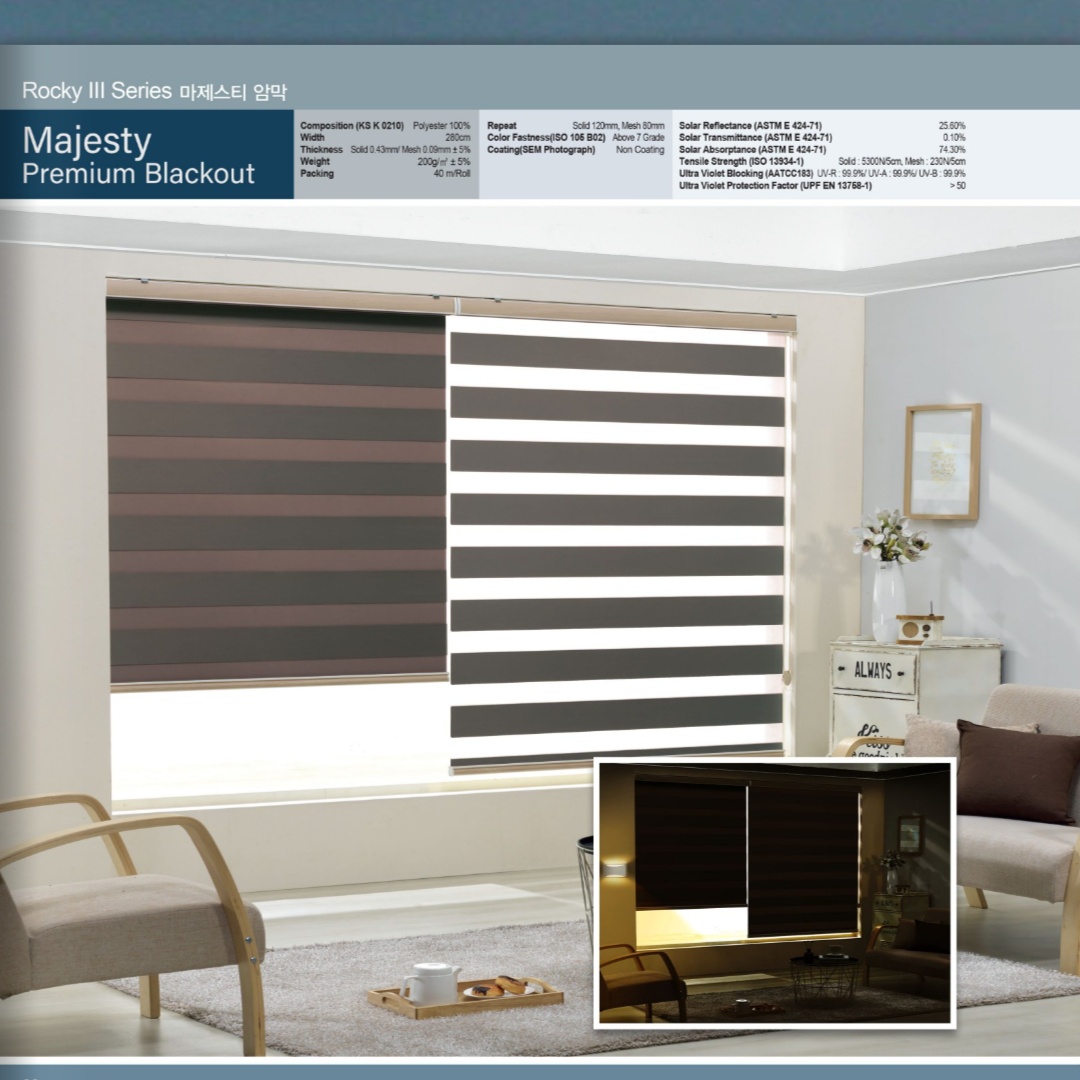 Rocky III Series 마제스티 암막
Majesty
Premium Blackout
Composition (KS K 0210) Polyester 100%
Width 280cm
Thickness Solid 0.43mm/ Mesh 0.09mm ± 5%
Weight 200g/㎡ ± 5%
Packing 40 m/Roll
Repeat Solid 120mm, Mesh 80mm
Color Fastness(ISO 105 B02) Above 7 Grade
Coating(SEM Photograph) Non Coating
Solar Reflectance (ASTM E 424-71) 25.60%
Solar Transmittance (ASTM E 424-71) 0.10%
Solar Absorptance (ASTM E 424-71) 74.30%
Tensile Strength (ISO 13934-1) Solid : 5300N/5cm, Mesh : 230N/5cm
Ultra Violet Blocking (AATCC183) UV-R : 99.9%/ UV-A : 99.9%/ UV-B : 99.9%
Ultra Violet Protection Factor (UPF EN 13758-1) > 50
ALWAYS